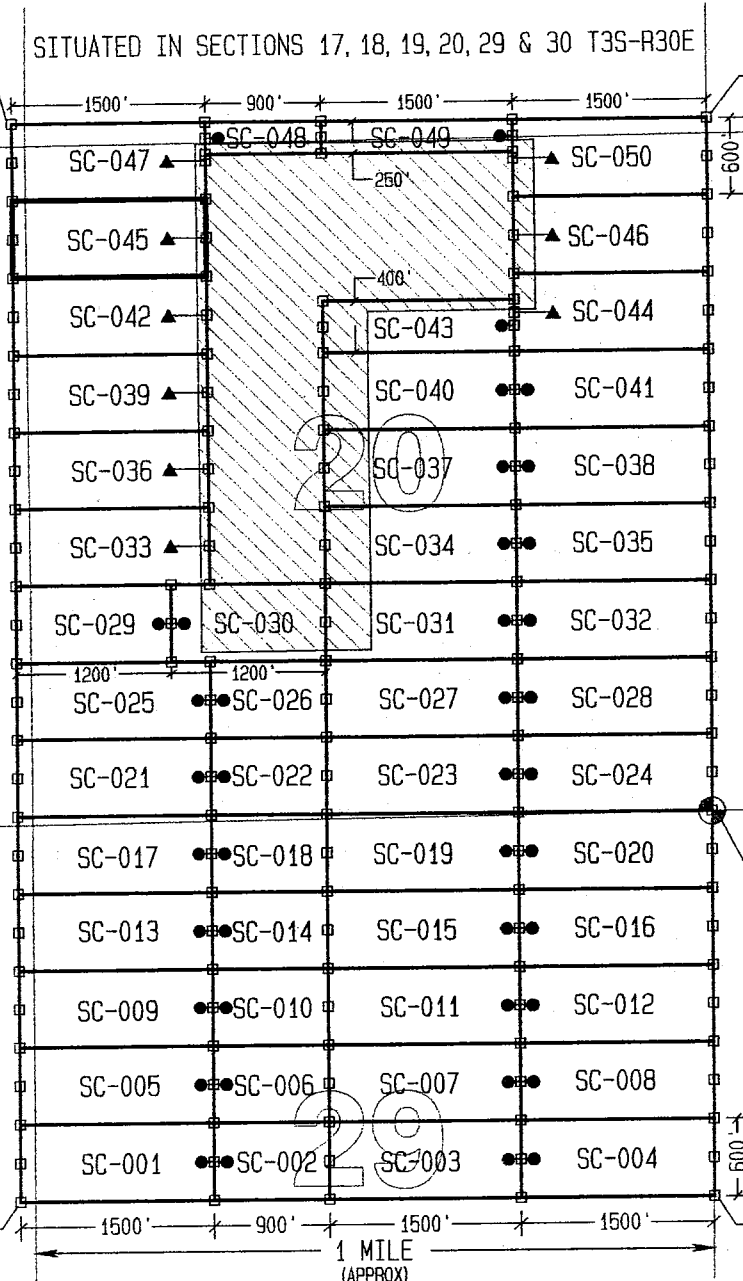 SITUATED IN SECTIONS 17, 18, 19, 20, 29 & 30 T3S-R30E
1500' 900' 1500' 1500'
SC-048 SC-049
SC-047 SC-050
600'
250'
SC-045 SC-046
400'
SC-042 SC-043 SC-044
SC-039 SC-040 SC-041
20
SC-036 SC-037 SC-038
SC-033 SC-034 SC-035
SC-029 SC-030 SC-031 SC-032
1200' 1200'
SC-025 SC-026 SC-027 SC-028
SC-021 SC-022 SC-023 SC-024
SC-017 SC-018 SC-019 SC-020
SC-013 SC-014 SC-015 SC-016
SC-009 SC-010 SC-011 SC-012
SC-005 SC-006 SC-007 SC-008
29
SC-001 SC-002 SC-003 SC-004
600'
1500' 900' 1500' 1500'
1 MILE
(APPROX)